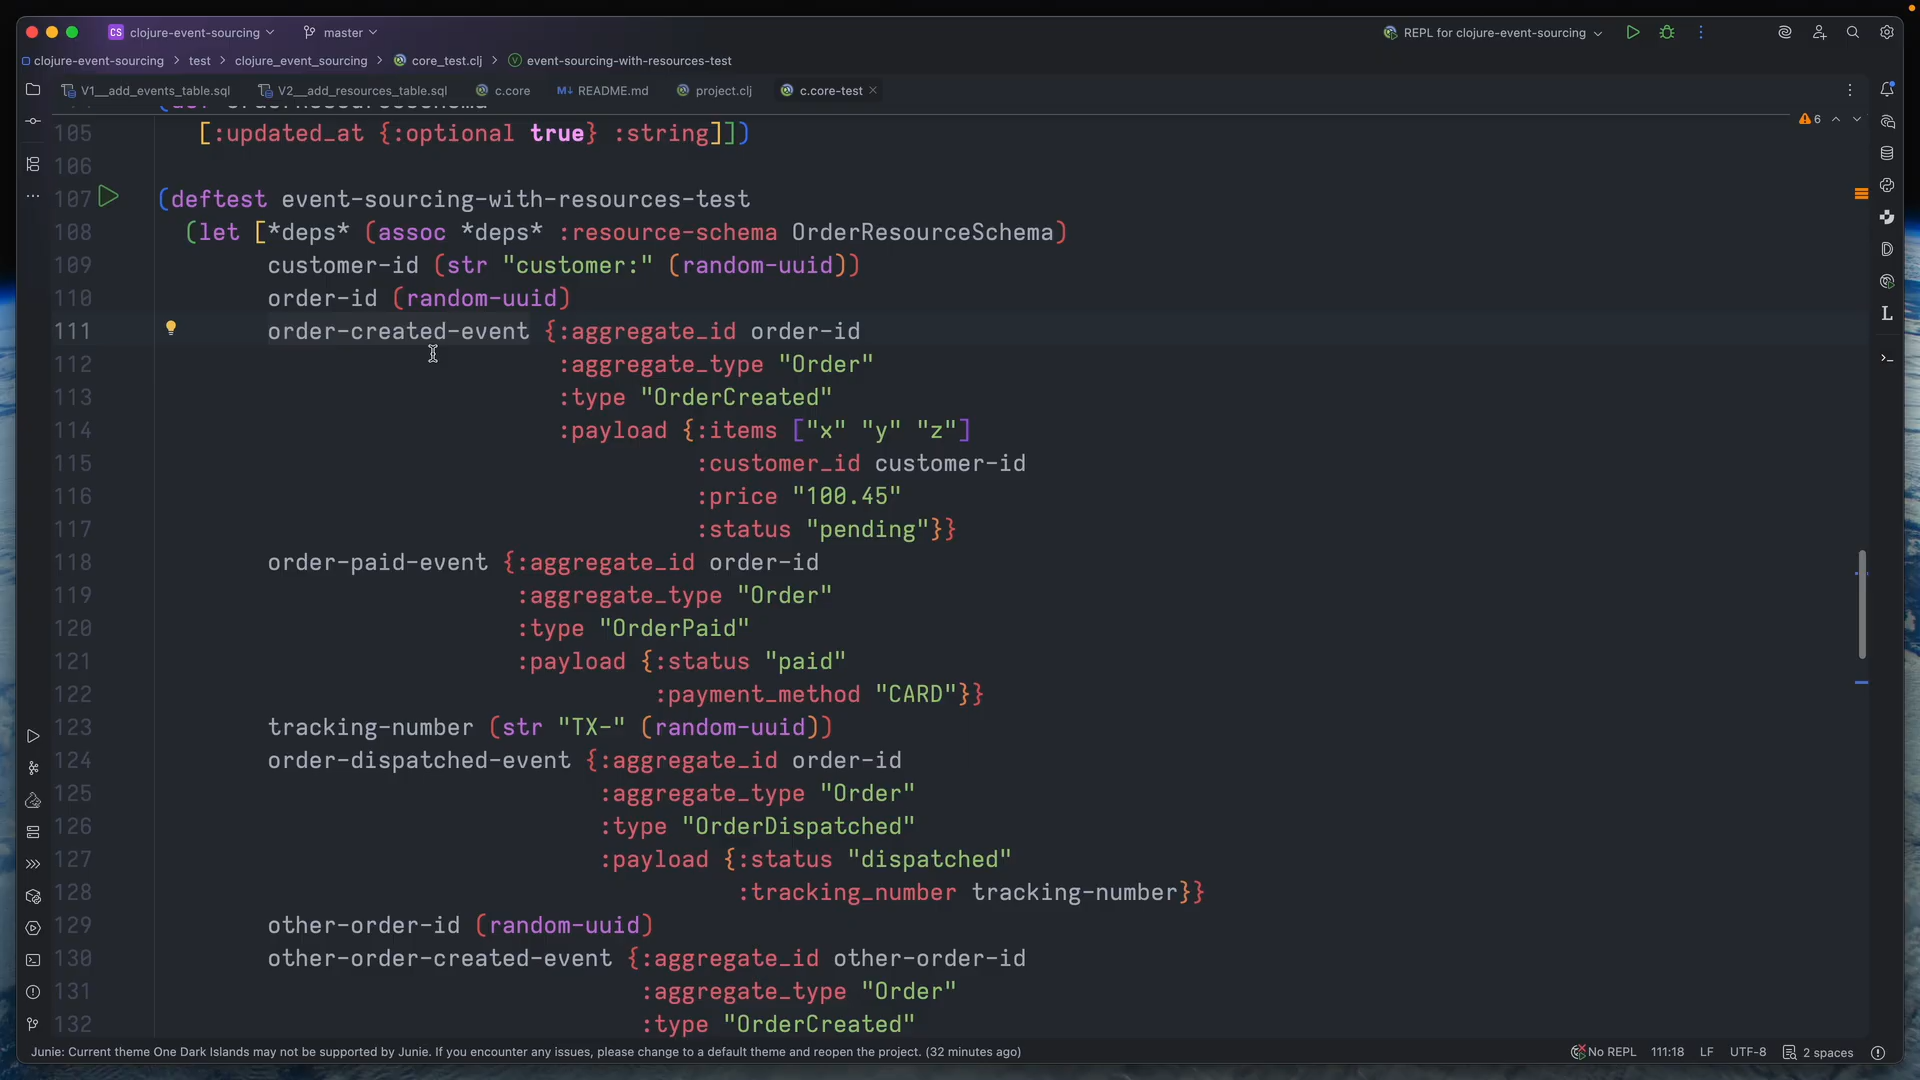 CS clojure-event-sourcing master REPL for clojure-event-sourcing
clojure-event-sourcing test clojure_event_sourcing core_test.clj event-sourcing-with-resources-test
V1__add_events_table.sql V2__add_resources_table.sql c.core README.md project.clj c.core-test
105 [:updated_at {:optional true} :string]])
6
106
107 (deftest event-sourcing-with-resources-test
108 (let [*deps* (assoc *deps* :resource-schema OrderResourceSchema)
109 customer-id (str "customer:" (random-uuid))
110 order-id (random-uuid)
111 order-created-event {:aggregate_id order-id
112 :aggregate_type "Order"
113 :type "OrderCreated"
114 :payload {:items ["x" "y" "z"]
115 :customer_id customer-id
116 :price "100.45"
117 :status "pending"}}
118 order-paid-event {:aggregate_id order-id
119 :aggregate_type "Order"
120 :type "OrderPaid"
121 :payload {:status "paid"
122 :payment_method "CARD"}}
123 tracking-number (str "TX-" (random-uuid))
124 order-dispatched-event {:aggregate_id order-id
125 :aggregate_type "Order"
126 :type "OrderDispatched"
127 :payload {:status "dispatched"
128 :tracking_number tracking-number}}
129 other-order-id (random-uuid)
130 other-order-created-event {:aggregate_id other-order-id
131 :aggregate_type "Order"
132 :type "OrderCreated"
Junie: Current theme One Dark Islands may not be supported by Junie. If you encounter any issues, please change to a default theme and reopen the project. (32 minutes ago) No REPL 111:18 LF UTF-8 2 spaces